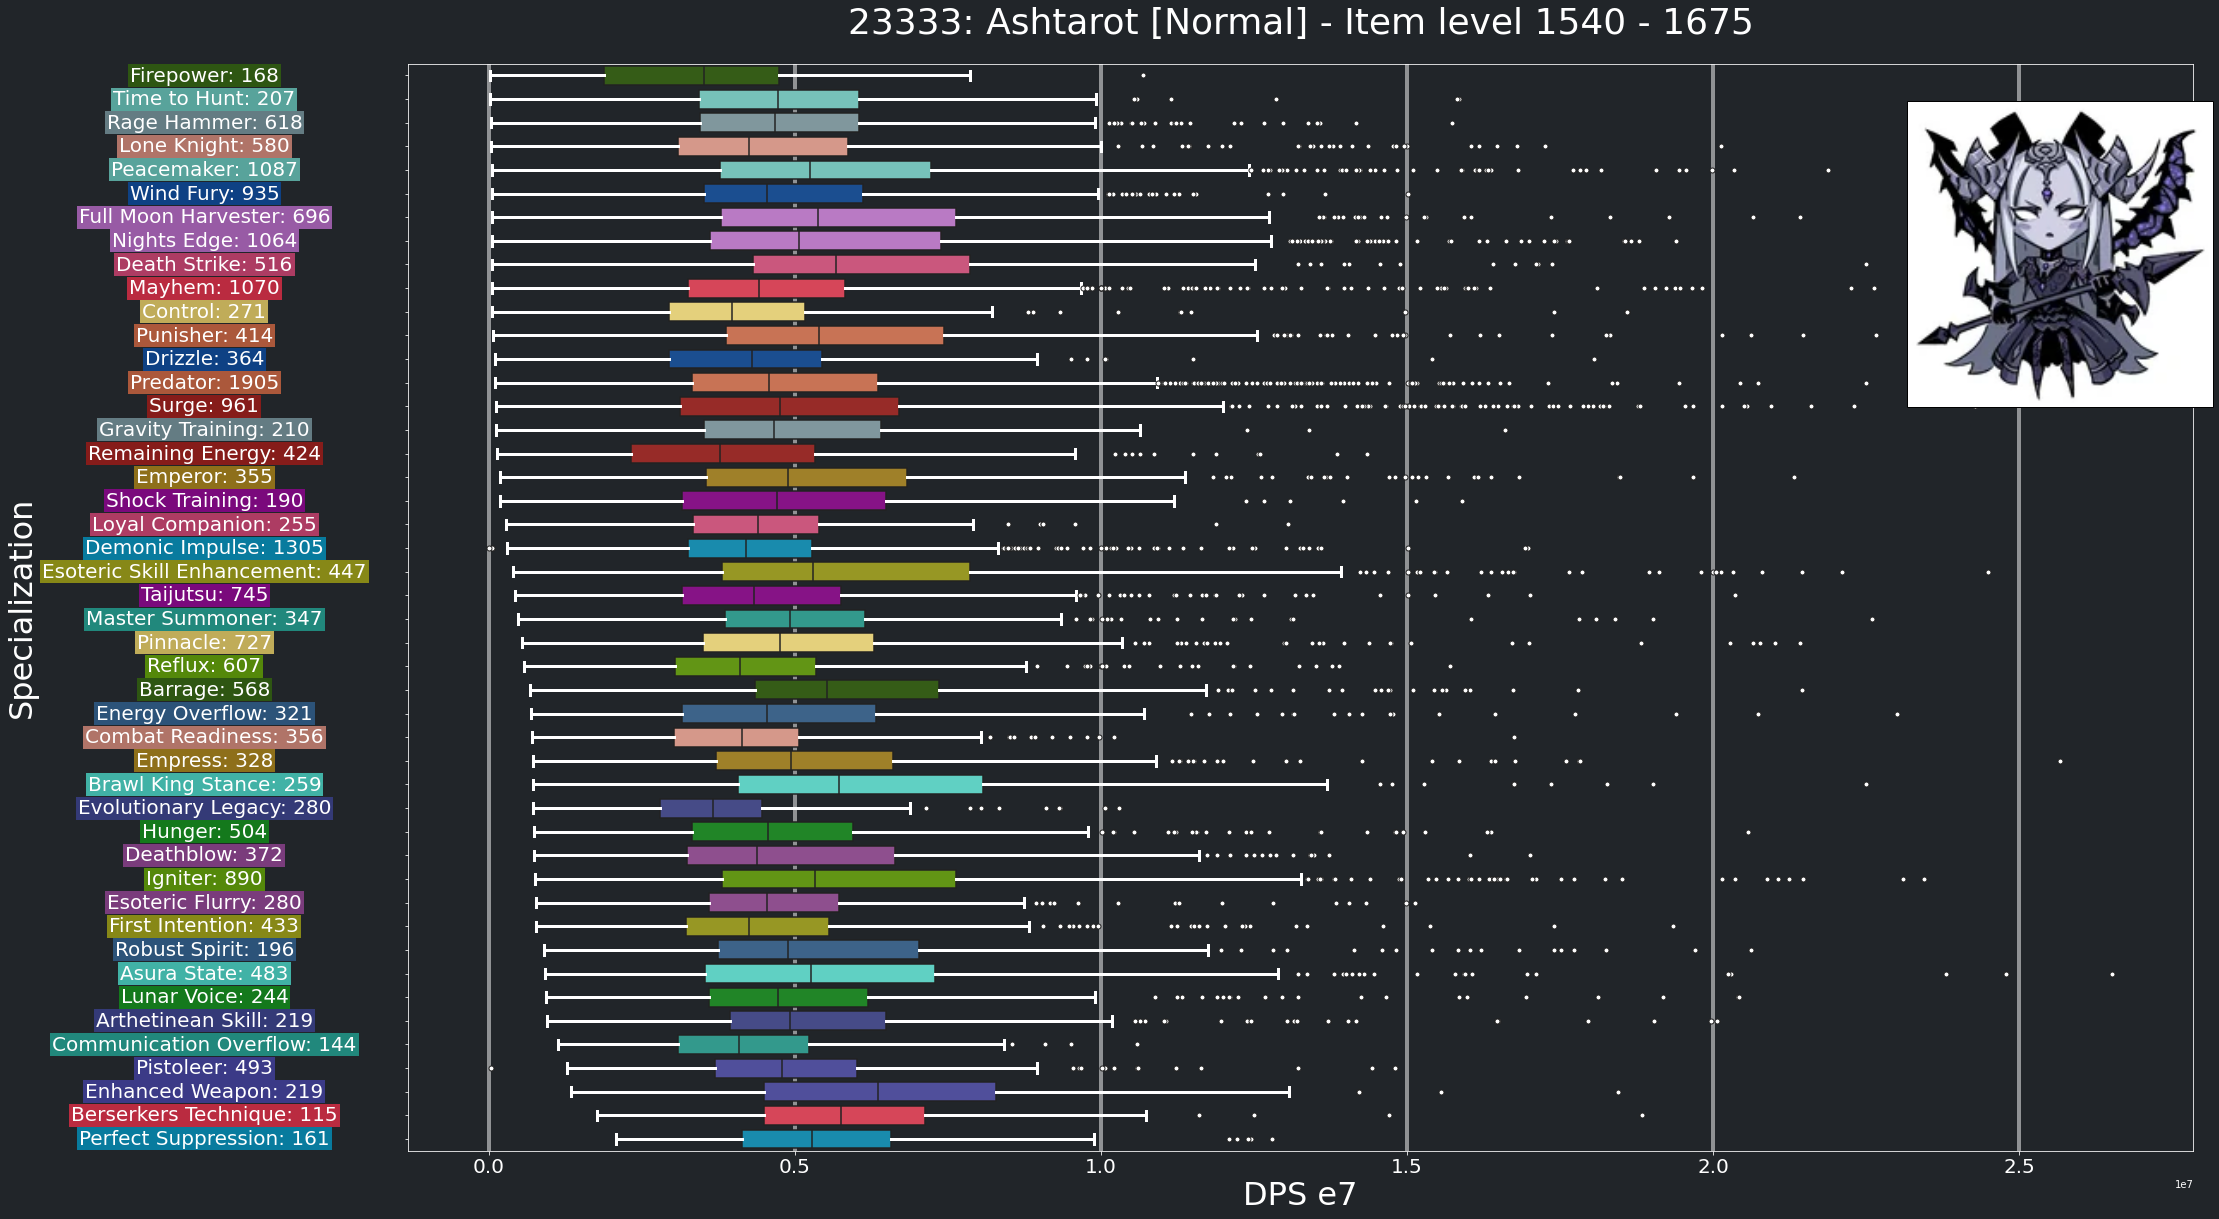 23333: Ashtarot [Normal] - Item level 1540 - 1675
Firepower: 168
Time to Hunt: 207
Rage Hammer: 618
Lone Knight: 580
Peacemaker: 1087
Wind Fury: 935
Full Moon Harvester: 696
Nights Edge: 1064
Death Strike: 516
Mayhem: 1070
Control: 271
Punisher: 414
Drizzle: 364
Predator: 1905
Surge: 961
Gravity Training: 210
Remaining Energy: 424
Emperor: 355
Shock Training: 190
Loyal Companion: 255
Demonic Impulse: 1305
Esoteric Skill Enhancement: 447
Taijutsu: 745
Master Summoner: 347
Pinnacle: 727
Reflux: 607
Barrage: 568
Energy Overflow: 321
Combat Readiness: 356
Empress: 328
Brawl King Stance: 259
Evolutionary Legacy: 280
Hunger: 504
Deathblow: 372
Igniter: 890
Esoteric Flurry: 280
First Intention: 433
Robust Spirit: 196
Asura State: 483
Lunar Voice: 244
Arthetinean Skill: 219
Communication Overflow: 144
Pistoleer: 493
Enhanced Weapon: 219
Berserkers Technique: 115
Perfect Suppression: 161
Specialization
0.0 0.5 1.0 1.5 2.0 2.5
1e7
DPS e7